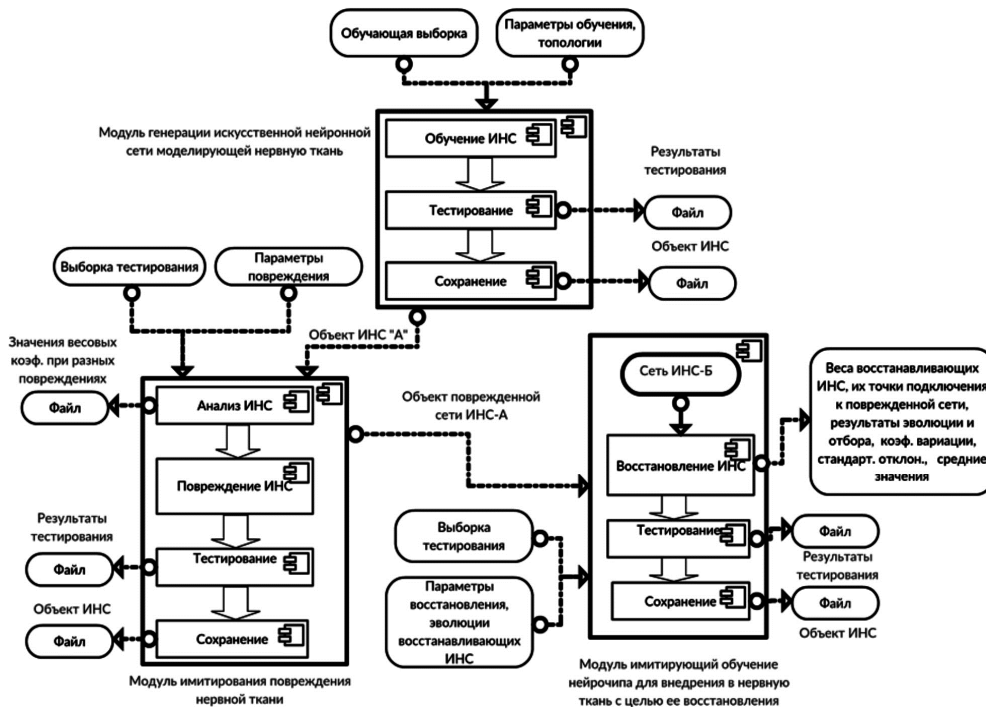 Обучающая выборка
Параметры обучения,
топологии
Модуль генерации искусственной нейронной
сети моделирующей нервную ткань
Обучение ИНС
Тестирование
Сохранение
Результаты
тестирования
Файл
Объект ИНС
Файл
Выборка тестирования
Параметры
повреждения
Объект ИНС "А"
Значения весовых
коэф. при разных
повреждениях
Файл
Анализ ИНС
Повреждение ИНС
Результаты
тестирования
Файл
Тестирование
Объект ИНС
Файл
Сохранение
Модуль имитирования повреждения
нервной ткани
Объект поврежденной
сети ИНС-А
Сеть ИНС-Б
Восстановление ИНС
Веса восстанавливающих
ИНС, их точки подключения
к поврежденной сети,
результаты эволюции и
отбора, коэф. вариации,
стандарт. отклон., средние
значения
Выборка
тестирования
Параметры
восстановления,
эволюции
восстанавливающих
ИНС
Тестирование
Файл
Результаты
тестирования
Сохранение
Файл
Объект ИНС
Модуль имитирующий обучение
нейрочипа для внедрения в нервную
ткань с целью ее восстановления